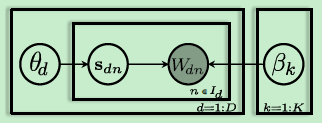 θd sdn Wdn βk
n ∈ Id
d=1:D k=1:K